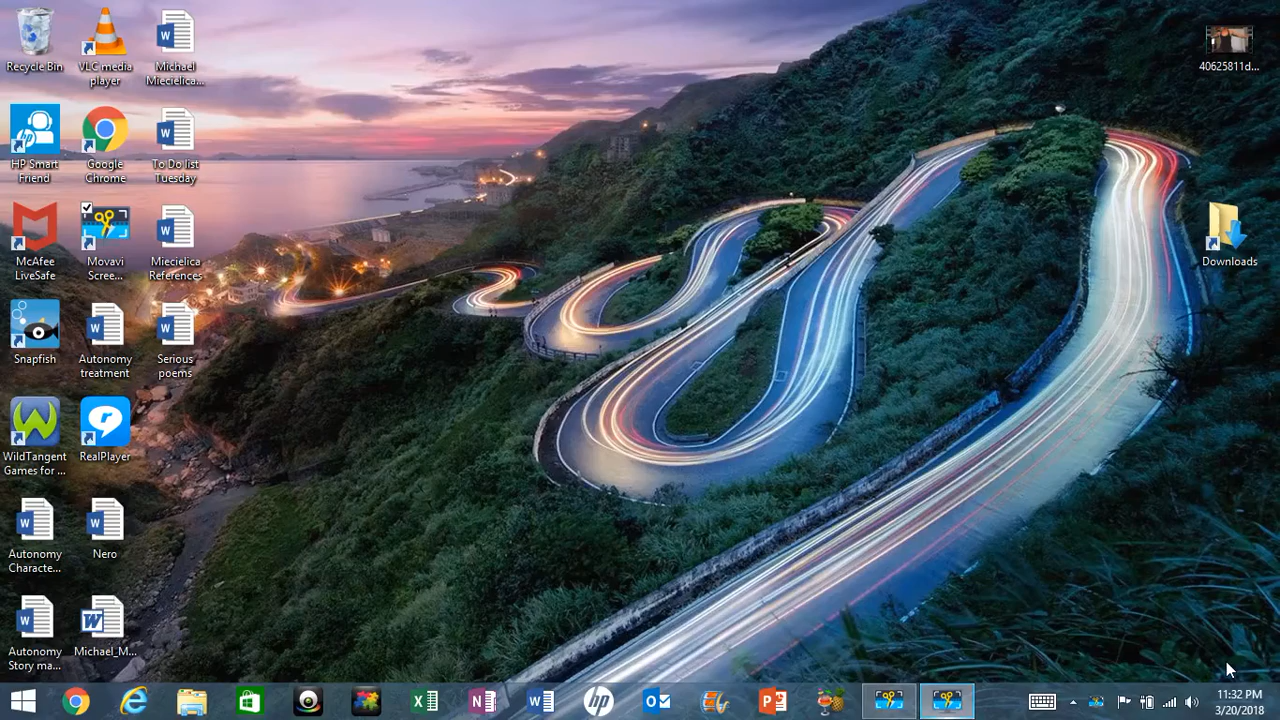 Recycle Bin
VLC media
player
Michael
Miecielica...
HP Smart
Friend
Google
Chrome
To Do list
Tuesday
McAfee
LiveSafe
Movavi
Scree...
Miecielica
References
Snapfish
Autonomy
treatment
Serious
poems
WildTangent
Games for ...
RealPlayer
Autonomy
Characte...
Nero
Autonomy
Story ma...
Michael_M...
40625811d...
Downloads
11:32 PM
3/20/2018